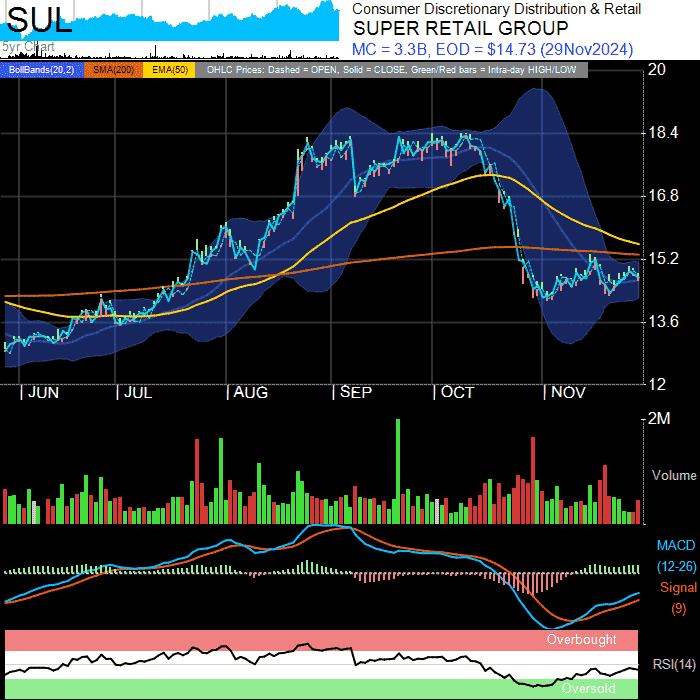 SUL
5yr Chart
Consumer Discretionary Distribution & Retail
SUPER RETAIL GROUP
MC = 3.3B, EOD = $14.73 (29Nov2024)
BollBands(20,2) SMA(200) EMA(50) OHLC Prices: Dashed = OPEN, Solid = CLOSE, Green/Red bars = Intra-day HIGH/LOW
20
18.4
16.8
15.2
13.6
12
JUN JUL AUG SEP OCT NOV
2M
Volume
MACD
(12-26)
Signal
(9)
Overbought
RSI(14)
Oversold